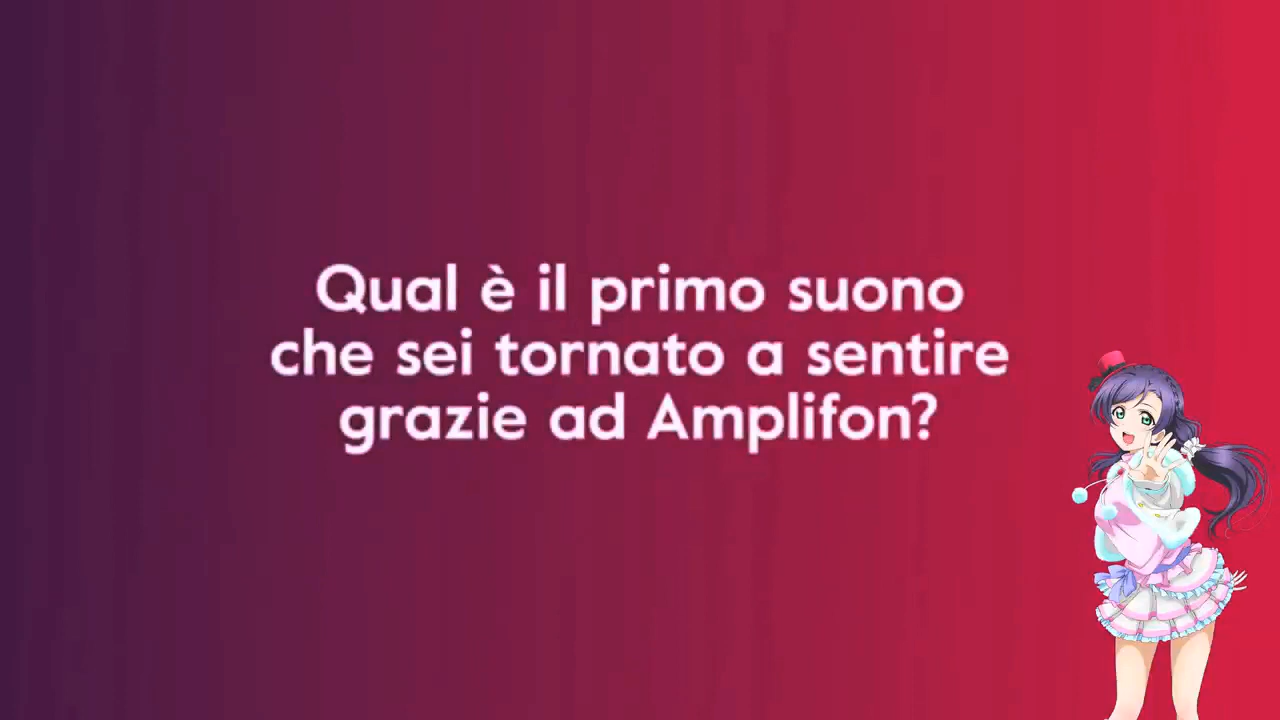 Qual è il primo suono
che sei tornato a sentire
grazie ad Amplifon?